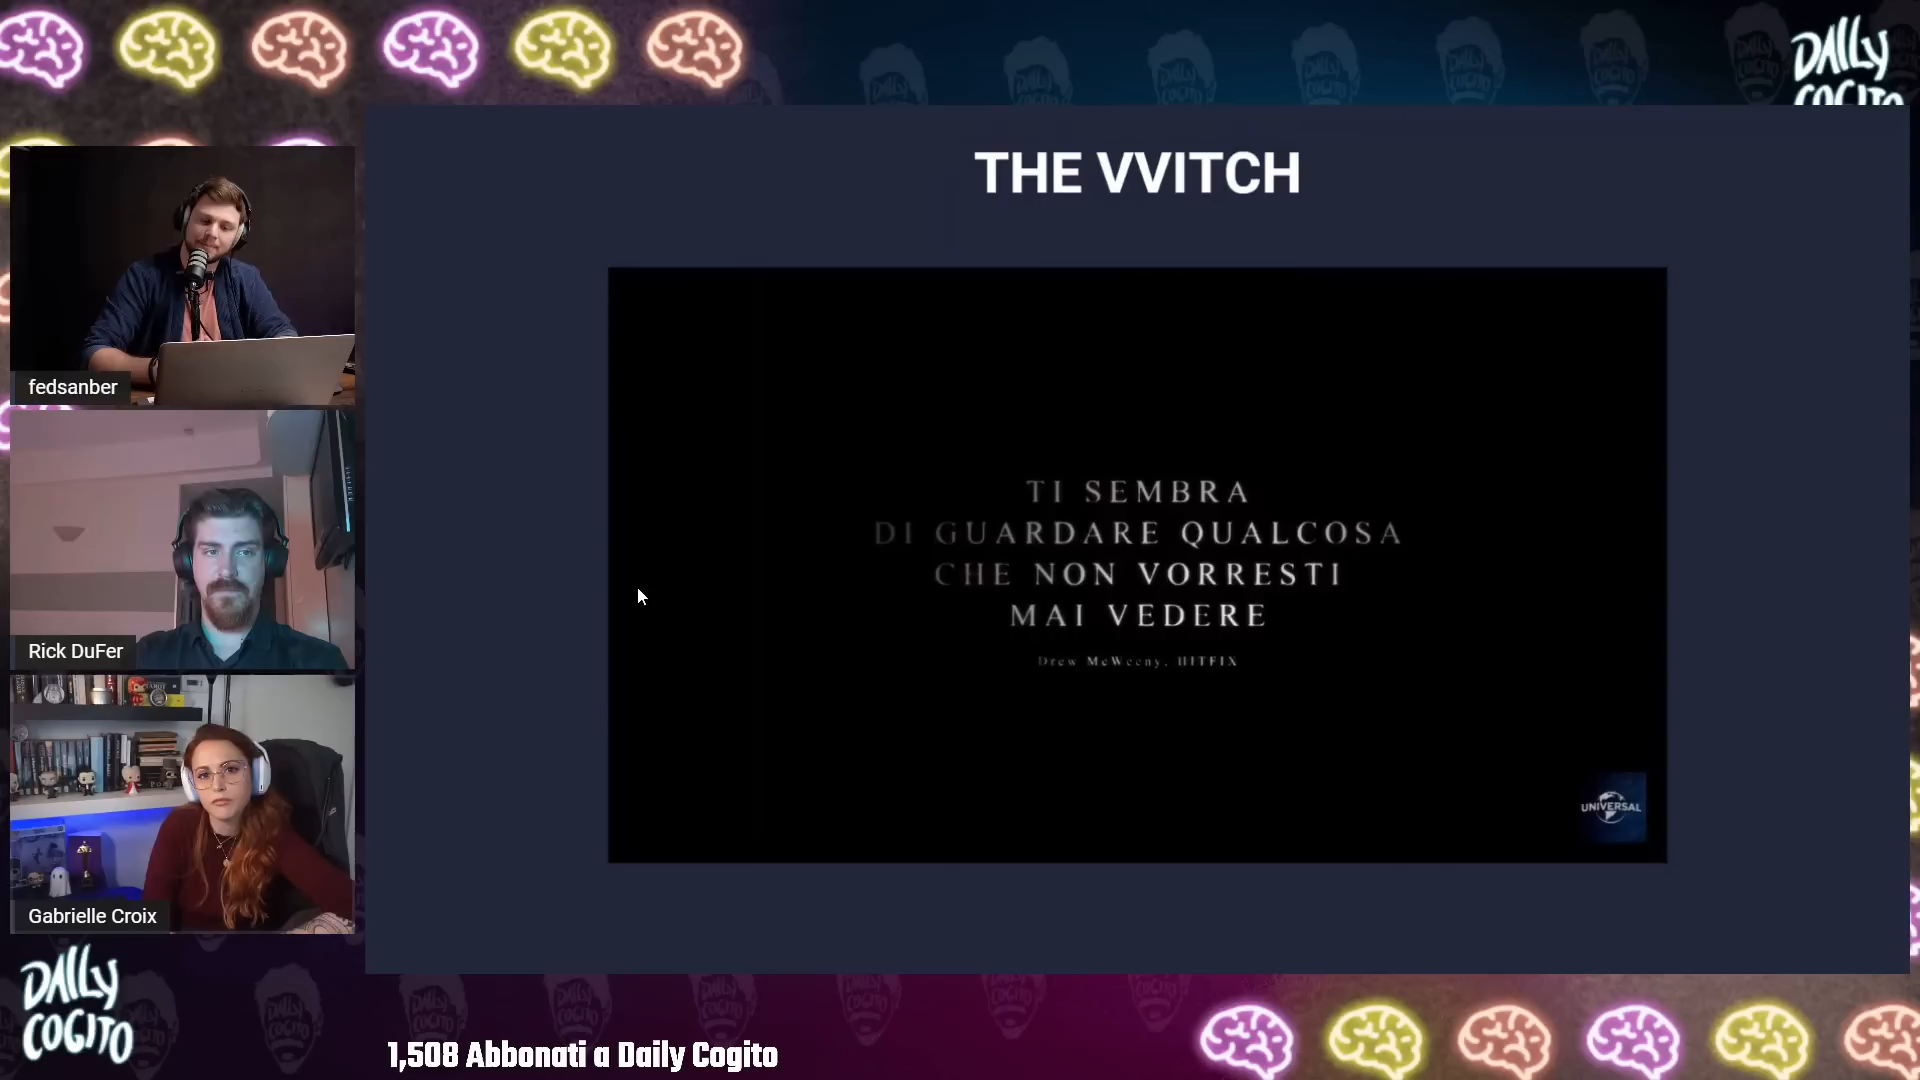 DAILY
COGITO
THE VVITCH
fedsanber
TI SEMBRA
DI GUARDARE QUALCOSA
CHE NON VORRESTI
MAI VEDERE
Drew McWeeny, HITFIX
Rick DuFer
UNIVERSAL
Gabrielle Croix
DAILY
COGITO
1,508 Abbonati a Daily Cogito